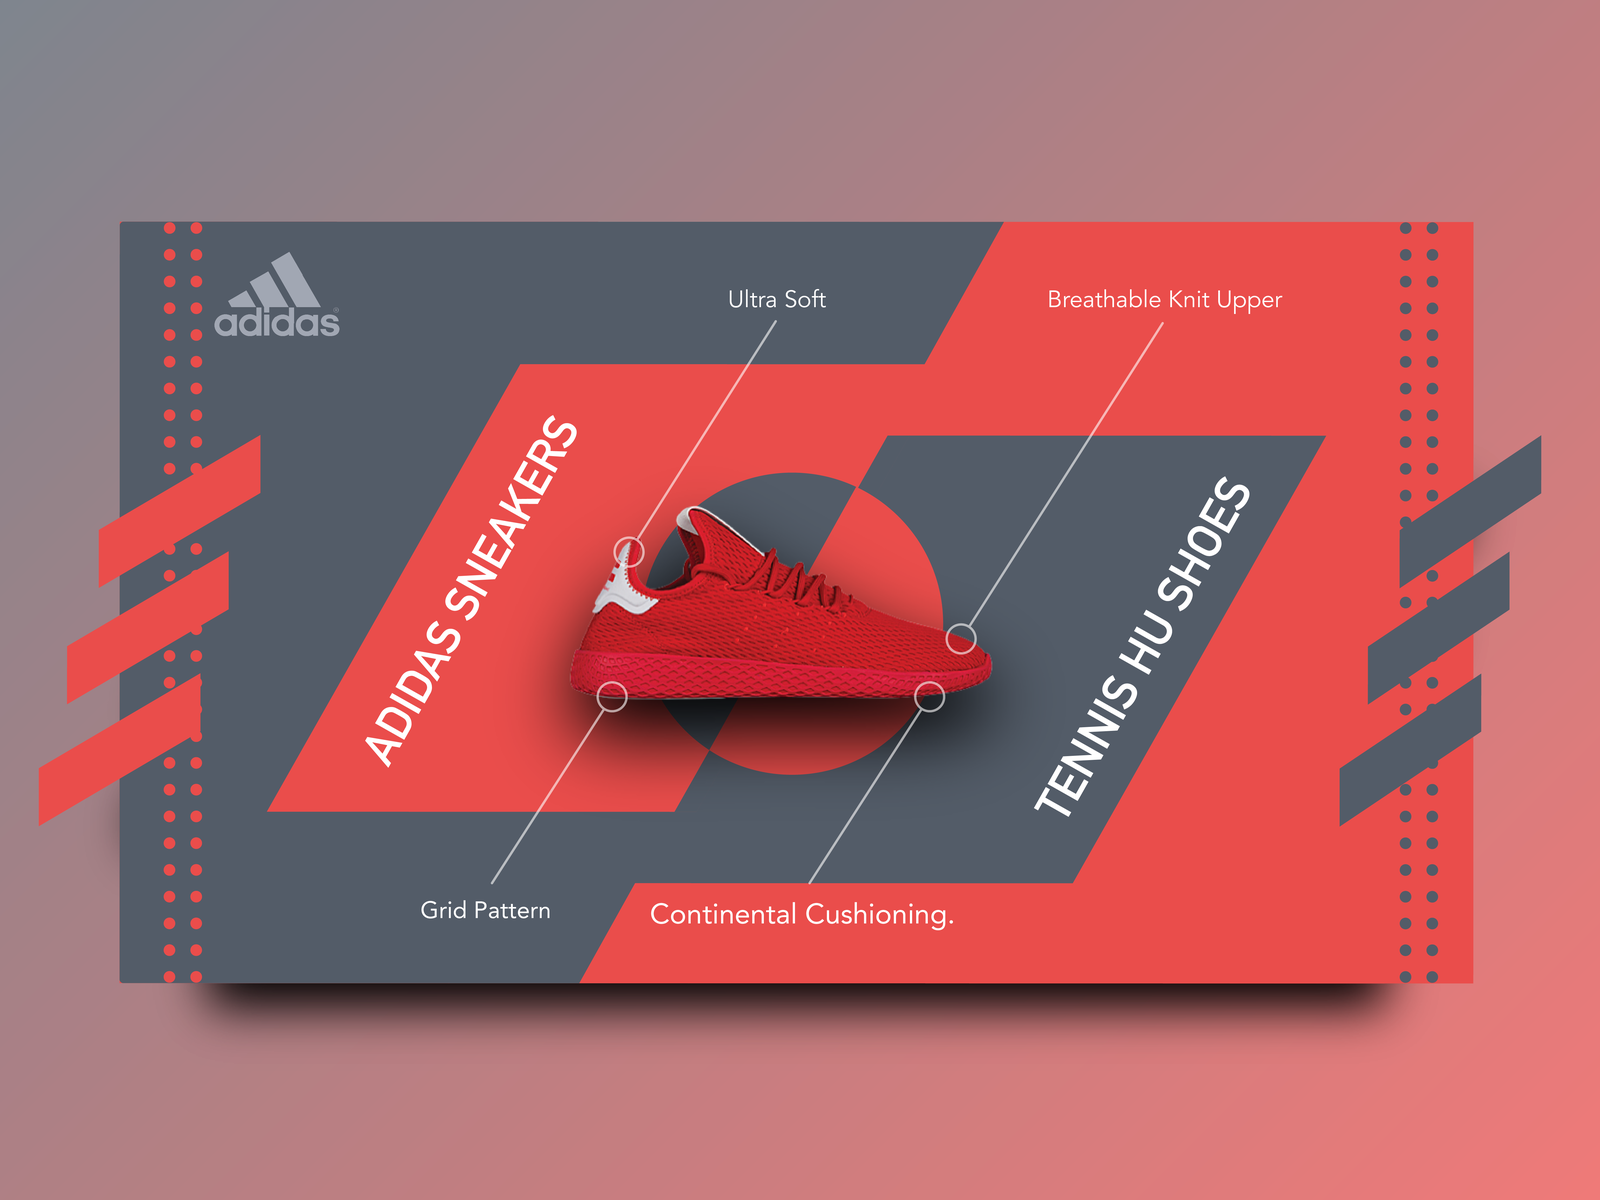 adidas
Ultra Soft
Breathable Knit Upper
ADIDAS SNEAKERS
TENNIS HU SHOES
Grid Pattern
Continental Cushioning.